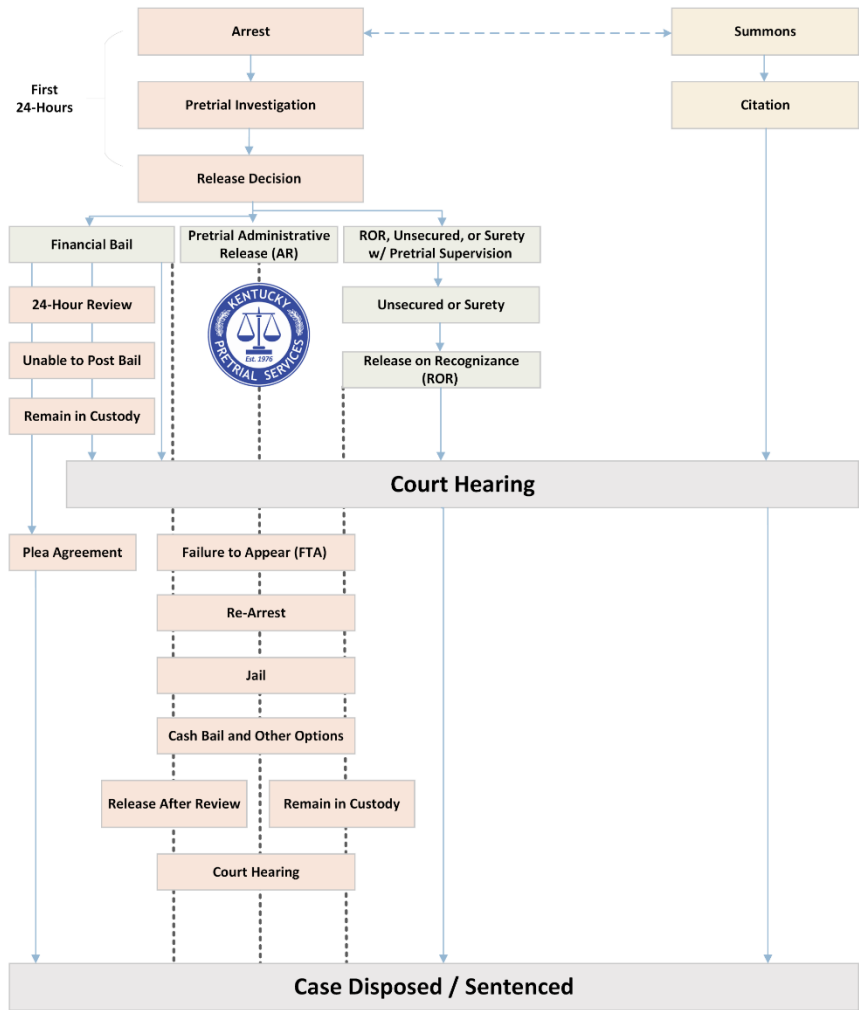 Arrest
Summons
First
24-Hours
Pretrial Investigation
Citation
Release Decision
Financial Bail
Pretrial Administrative
Release (AR)
ROR, Unsecured, or Surety
w/ Pretrial Supervision
24-Hour Review
KENTUCKY
PRETRIAL SERVICES
Est. 1976
Unsecured or Surety
Unable to Post Bail
Release on Recognizance
(ROR)
Remain in Custody
Court Hearing
Plea Agreement
Failure to Appear (FTA)
Re-Arrest
Jail
Cash Bail and Other Options
Release After Review
Remain in Custody
Court Hearing
Case Disposed / Sentenced